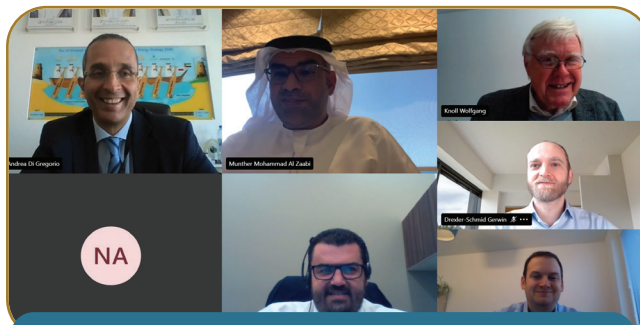 Andrea Di Gregorio
Munther Mohammad Al Zaabi
Knoll Wolfgang
Drexler-Schmid Gerwin
NA